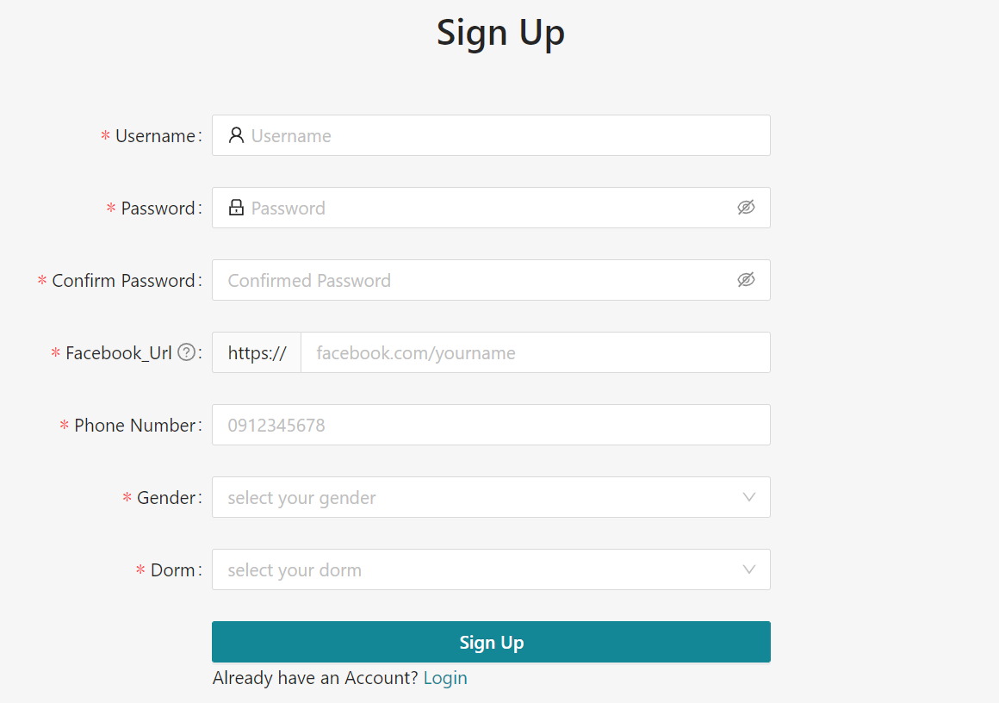 Sign Up
* Username: Username
* Password: Password
* Confirm Password: Confirmed Password
* Facebook_Url ?: https:// facebook.com/yourname
* Phone Number: 0912345678
* Gender: select your gender
* Dorm: select your dorm
Sign Up
Already have an Account? Login